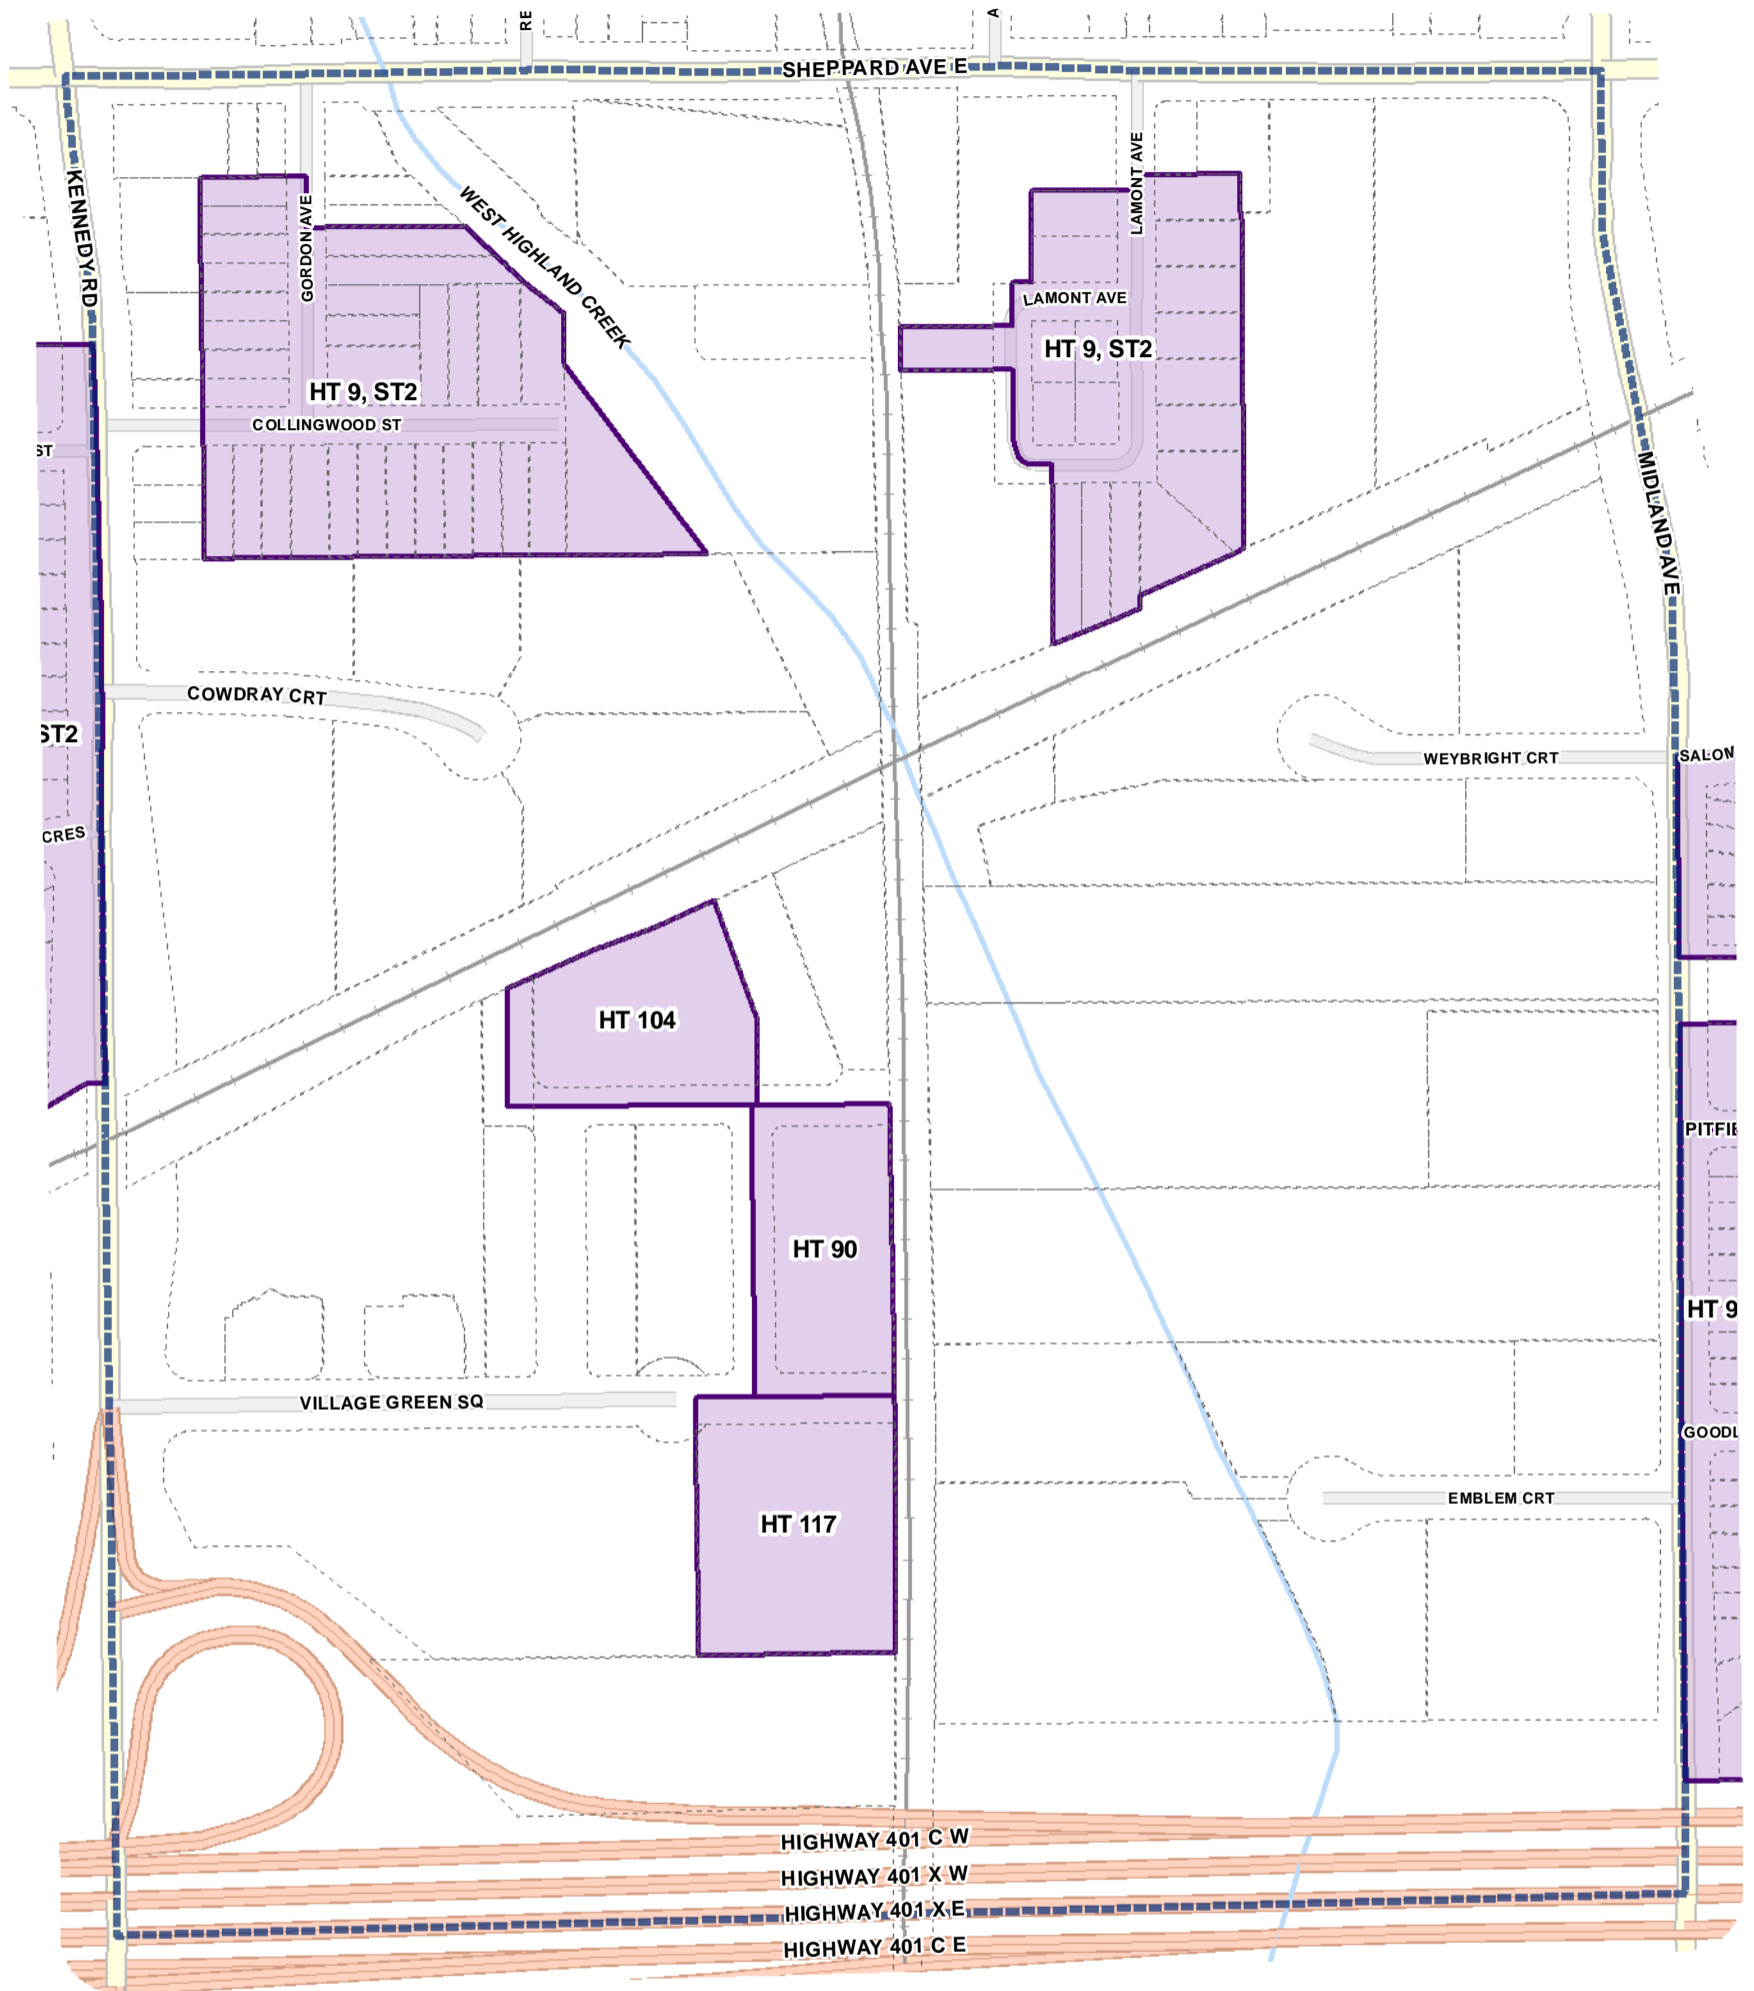 RE
A
SHEPPARD AVE E
KENNEDY RD
GORDON AVE
WEST HIGHLAND CREEK
LAMONT AVE
LAMONT AVE
HT 9, ST2
HT 9, ST2
COLLINGWOOD ST
ST
MIDLAND AVE
COWDRAY CRT
ST2
WEYBRIGHT CRT
SALON
CRES
HT 104
PITFIE
HT 90
HT 9
VILLAGE GREEN SQ
GOODL
EMBLEM CRT
HT 117
HIGHWAY 401 C W
HIGHWAY 401 X W
HIGHWAY 401 X E
HIGHWAY 401 C E